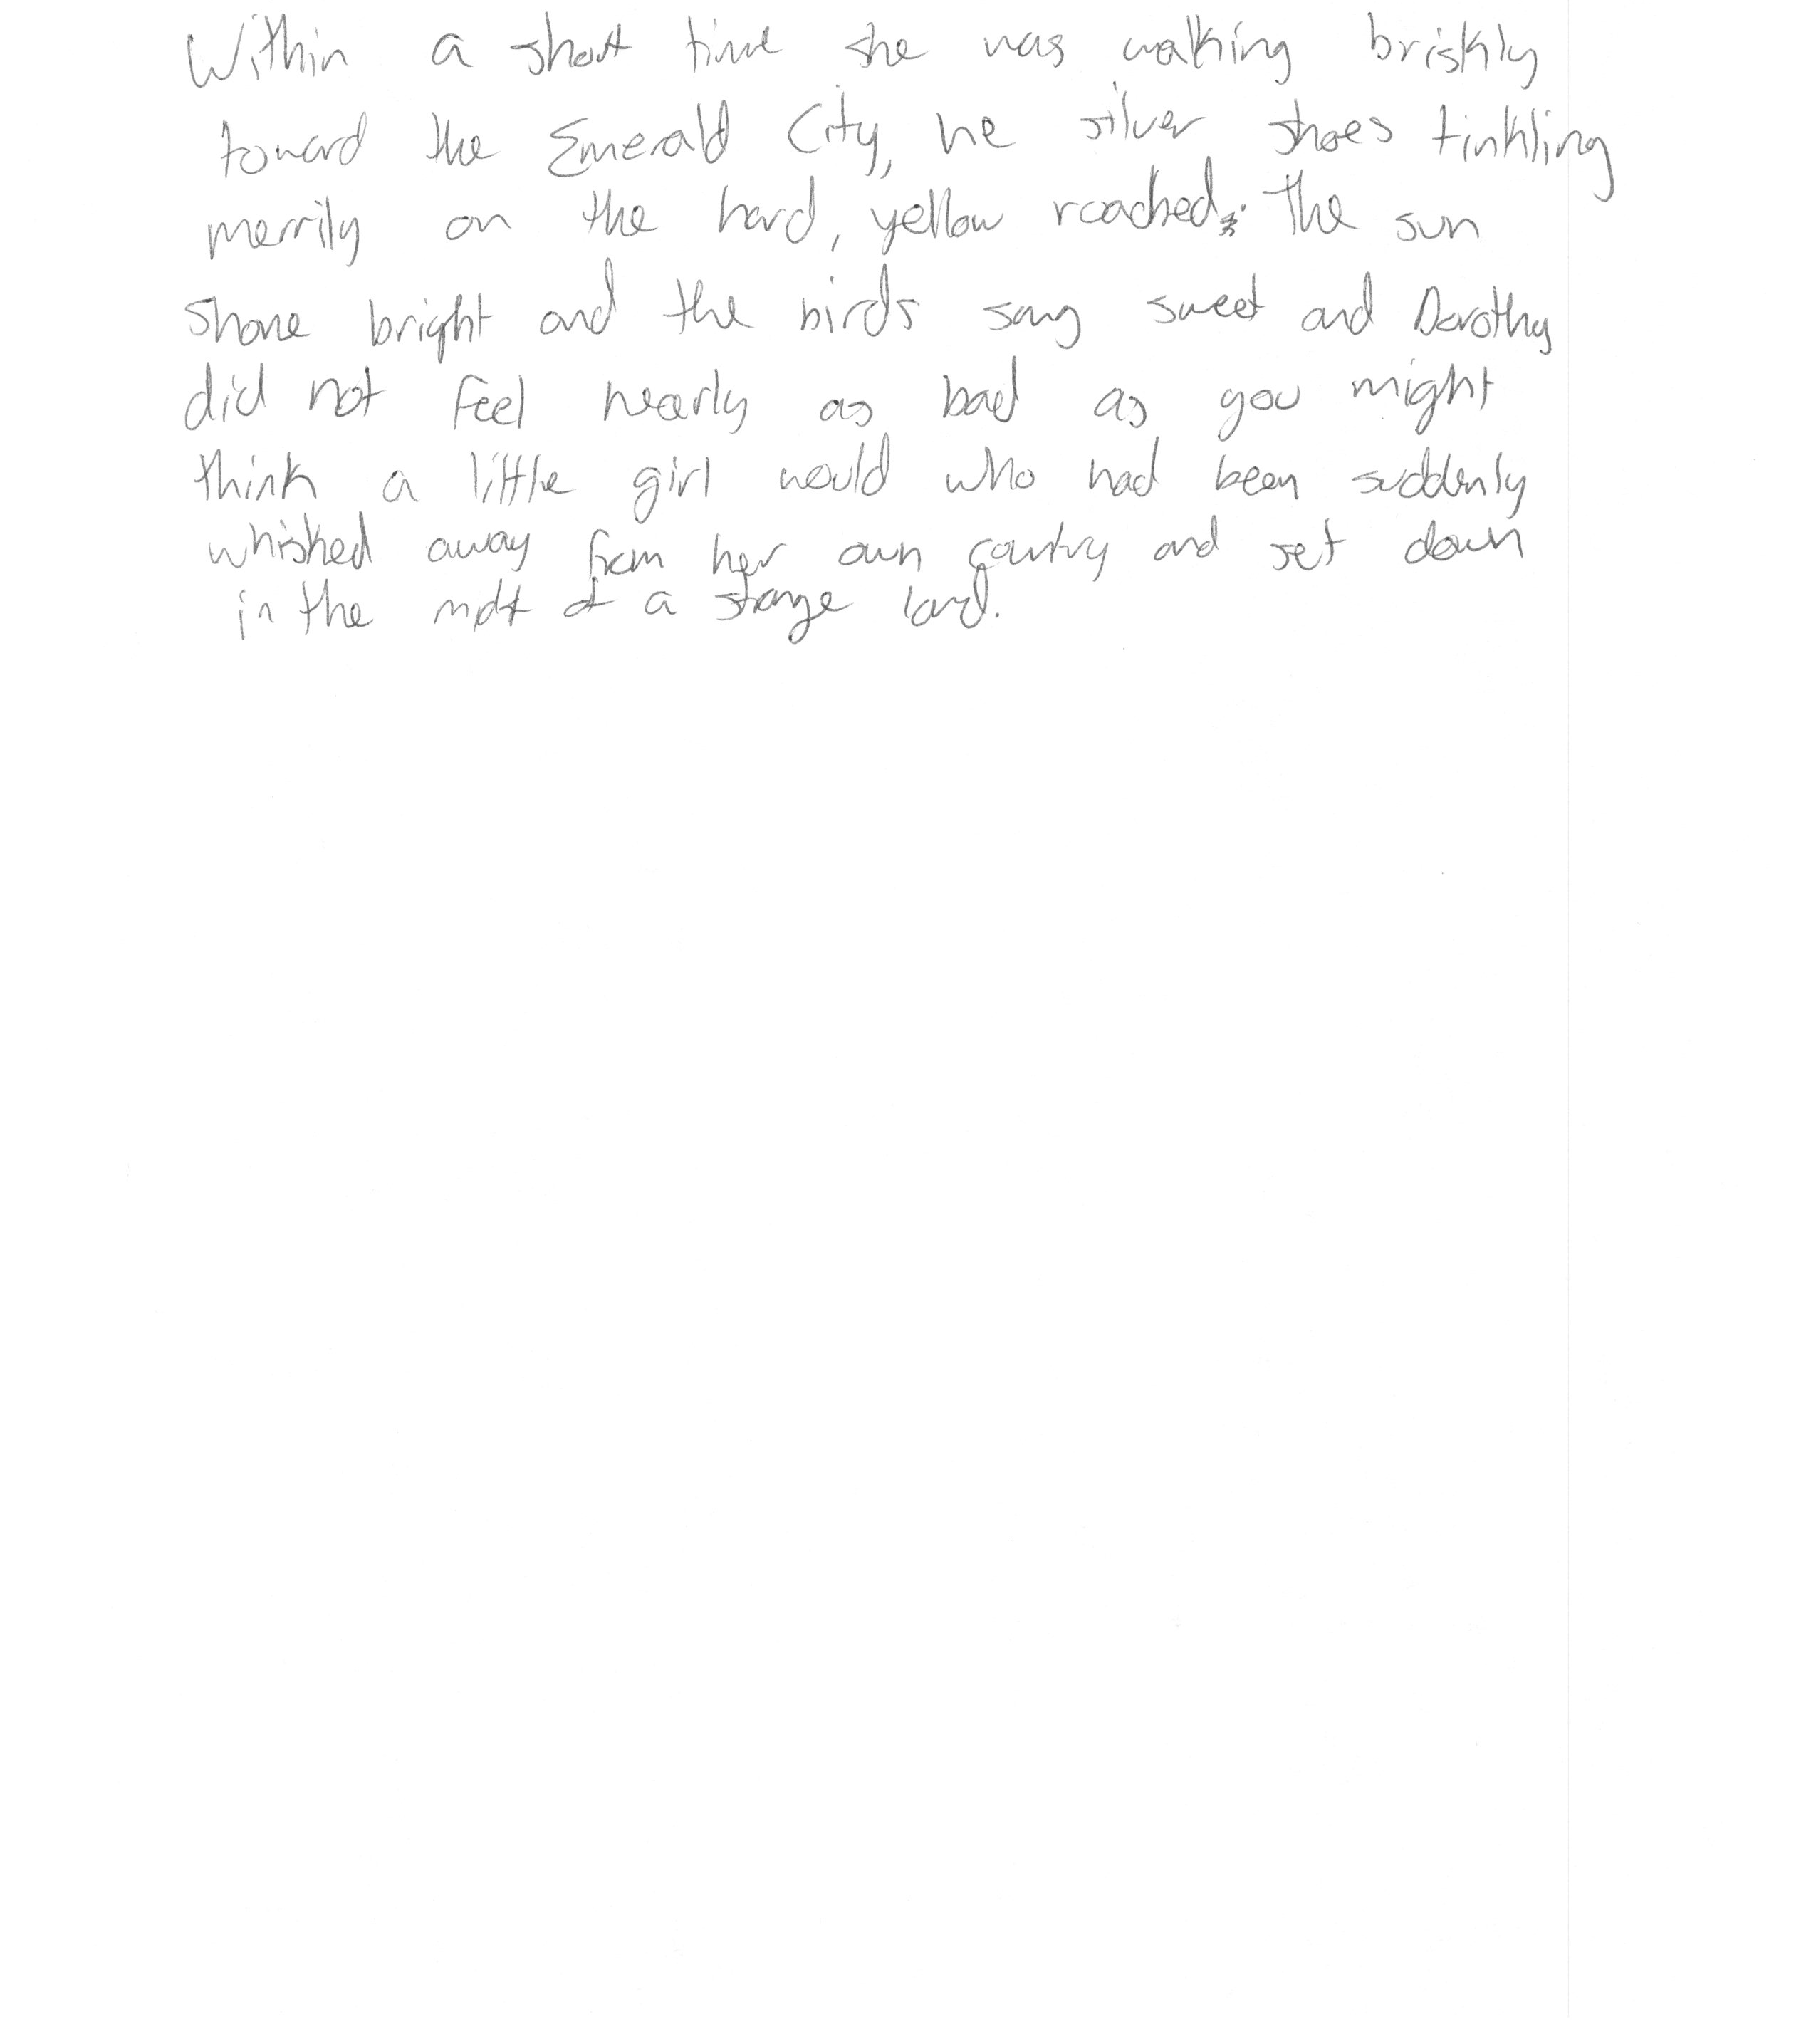 Within a short time she was walking briskly
toward the Emerald City, he silver shoes tinkling
merrily on the hard, yellow roadbed. The sun
shone bright and the birds sang sweet and Dorothy
did not feel nearly as bad as you might
think a little girl would who had been suddenly
whisked away from her own country and set down
in the midst of a strange land.